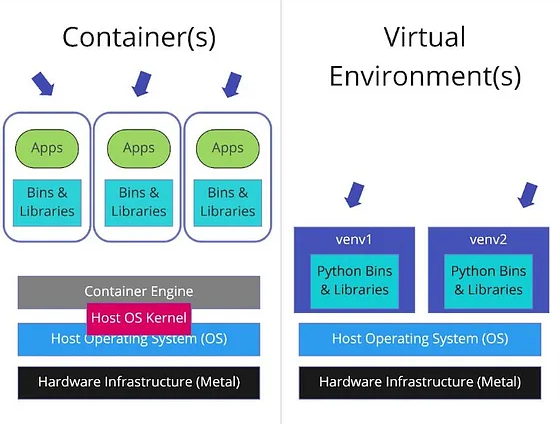 Container(s)
Apps
Apps
Apps
Bins &
Libraries
Bins &
Libraries
Bins &
Libraries
Container Engine
Host OS Kernel
Host Operating System (OS)
Hardware Infrastructure (Metal)
Virtual
Environment(s)
venv1
venv2
Python Bins
& Libraries
Python Bins
& Libraries
Host Operating System (OS)
Hardware Infrastructure (Metal)